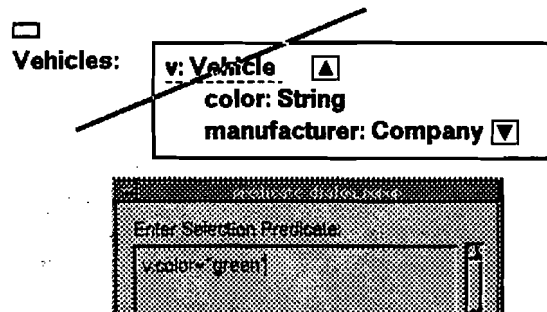 Vehicles:
v: Vehicle
color: String
manufacturer: Company
Enter Selection Predicate:
v.color="green"